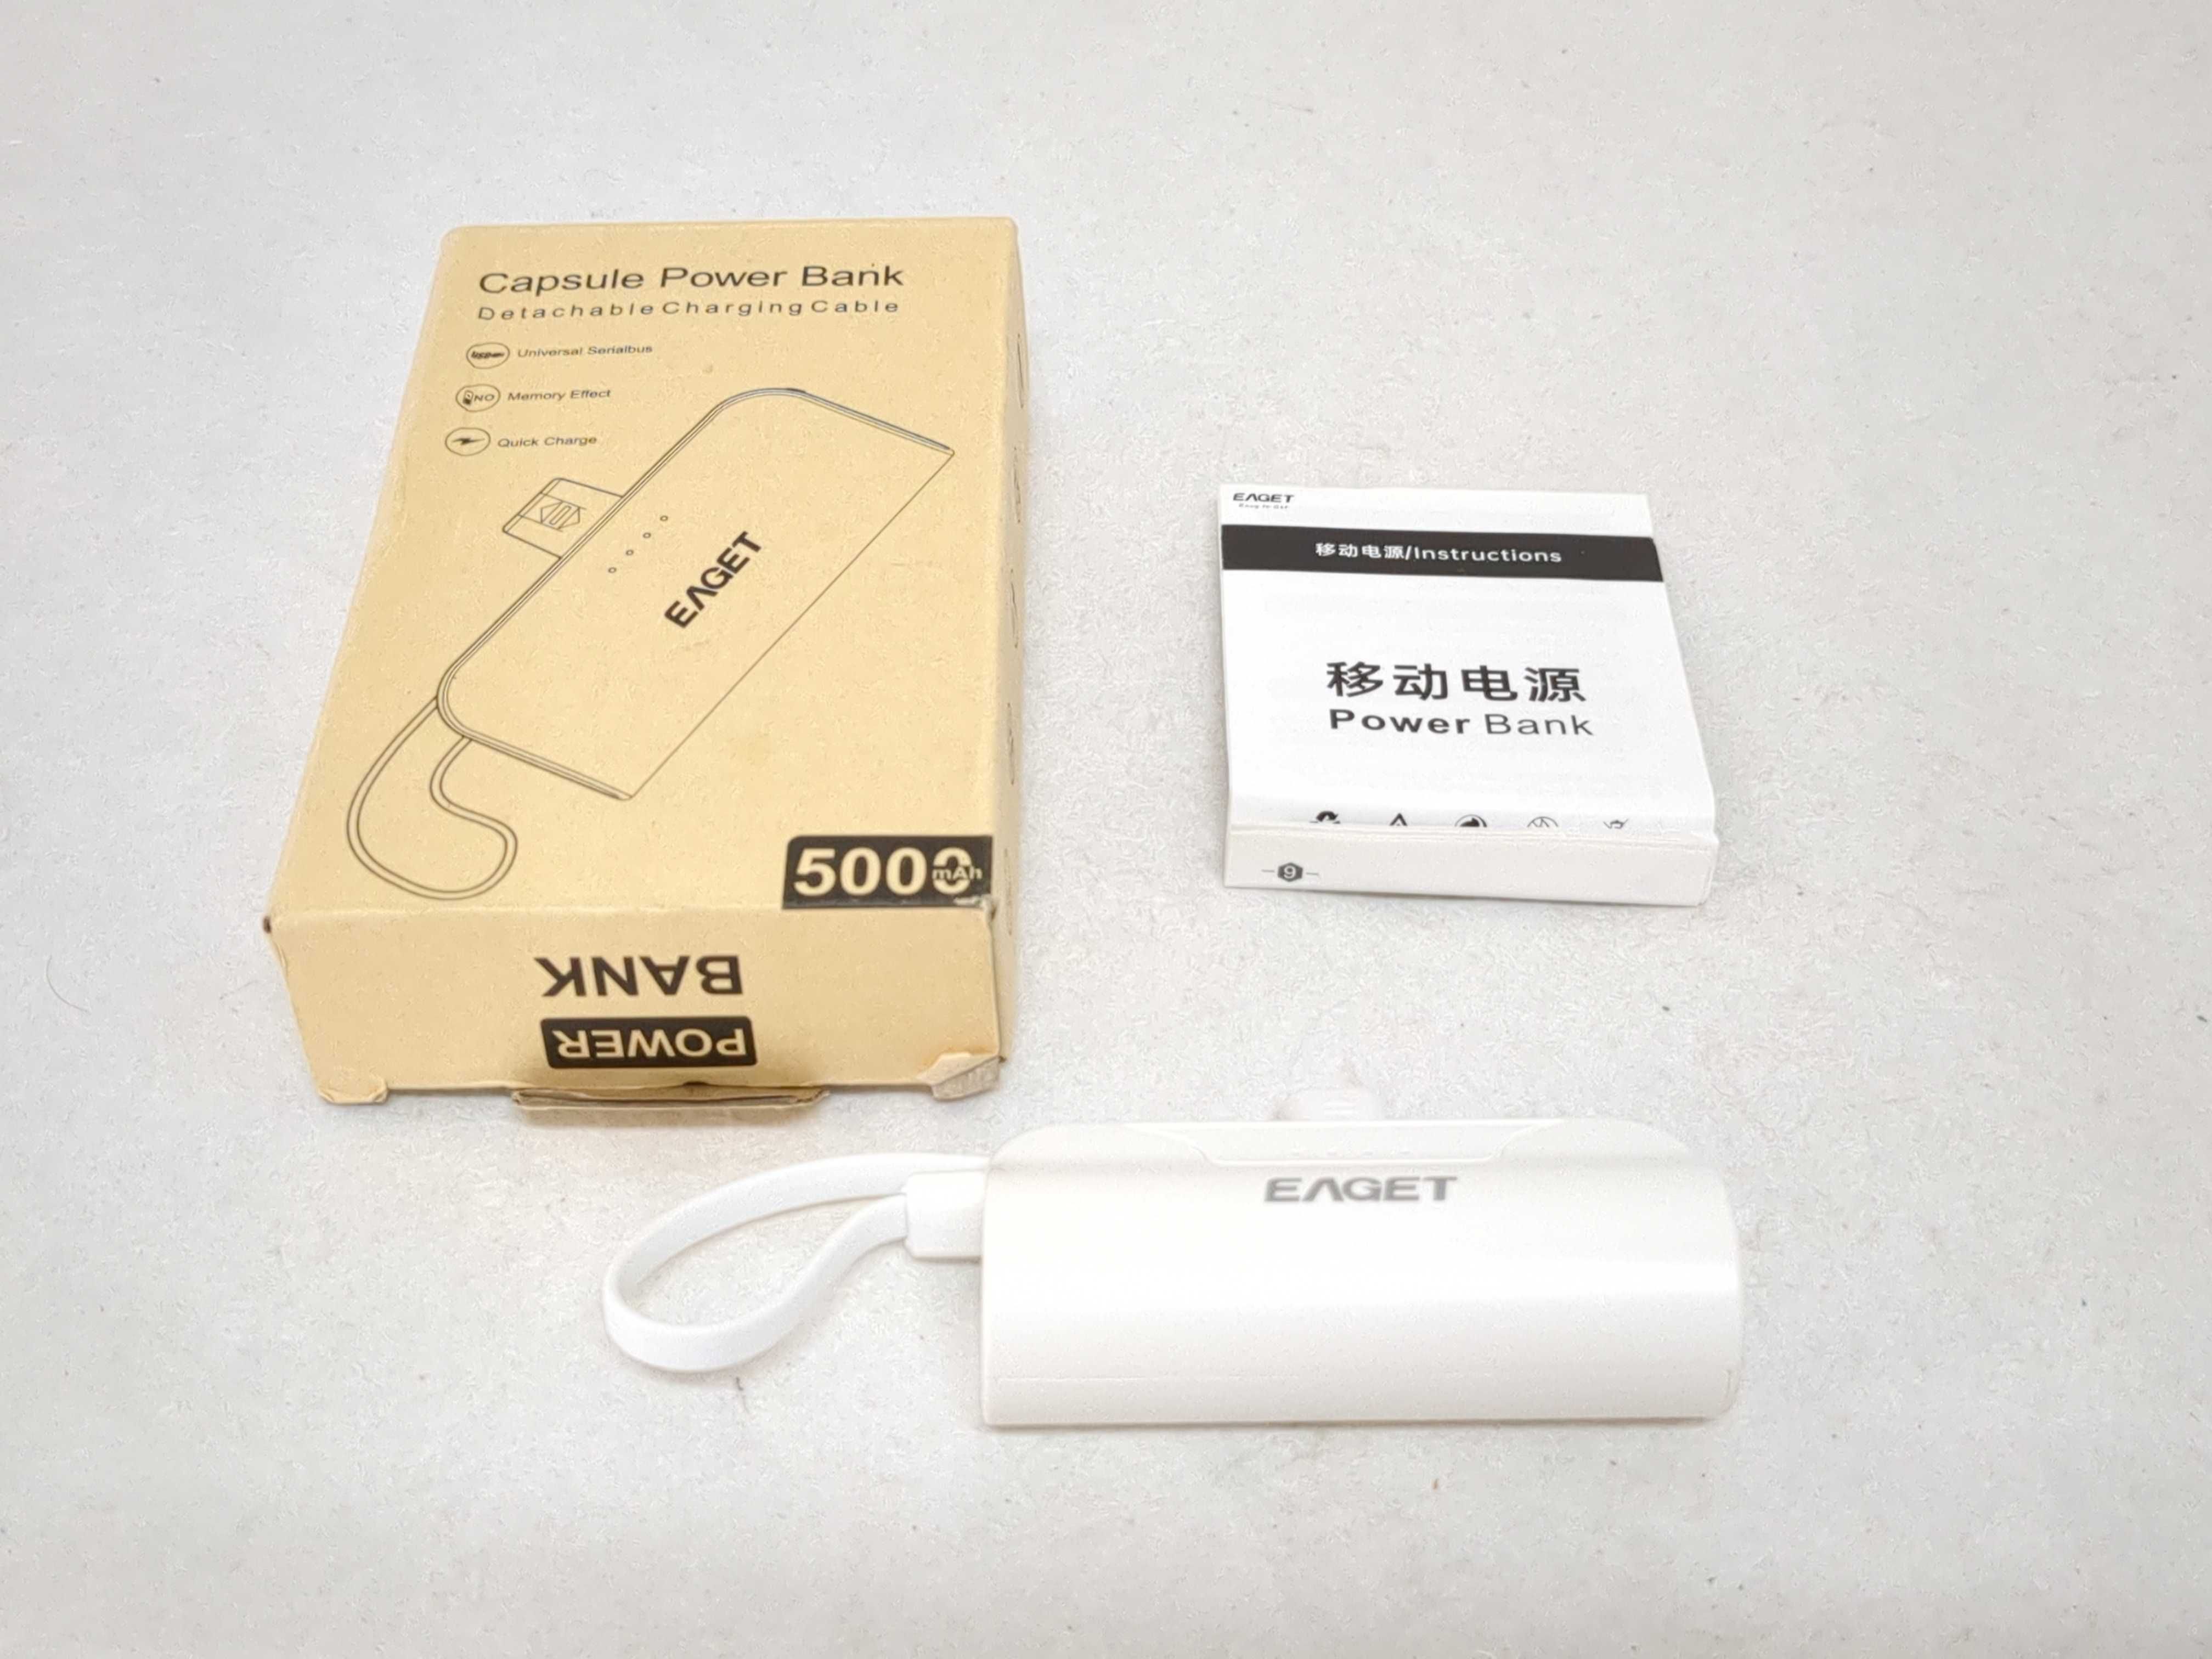 Capsule Power Bank
Detachable Charging Cable
Universal Serialbus
NO Memory Effect
Quick Charge
EAGET
5000
mAh
POWER
BANK
EAGET
移动电源/Instructions
移动电源
Power Bank
9
EAGET